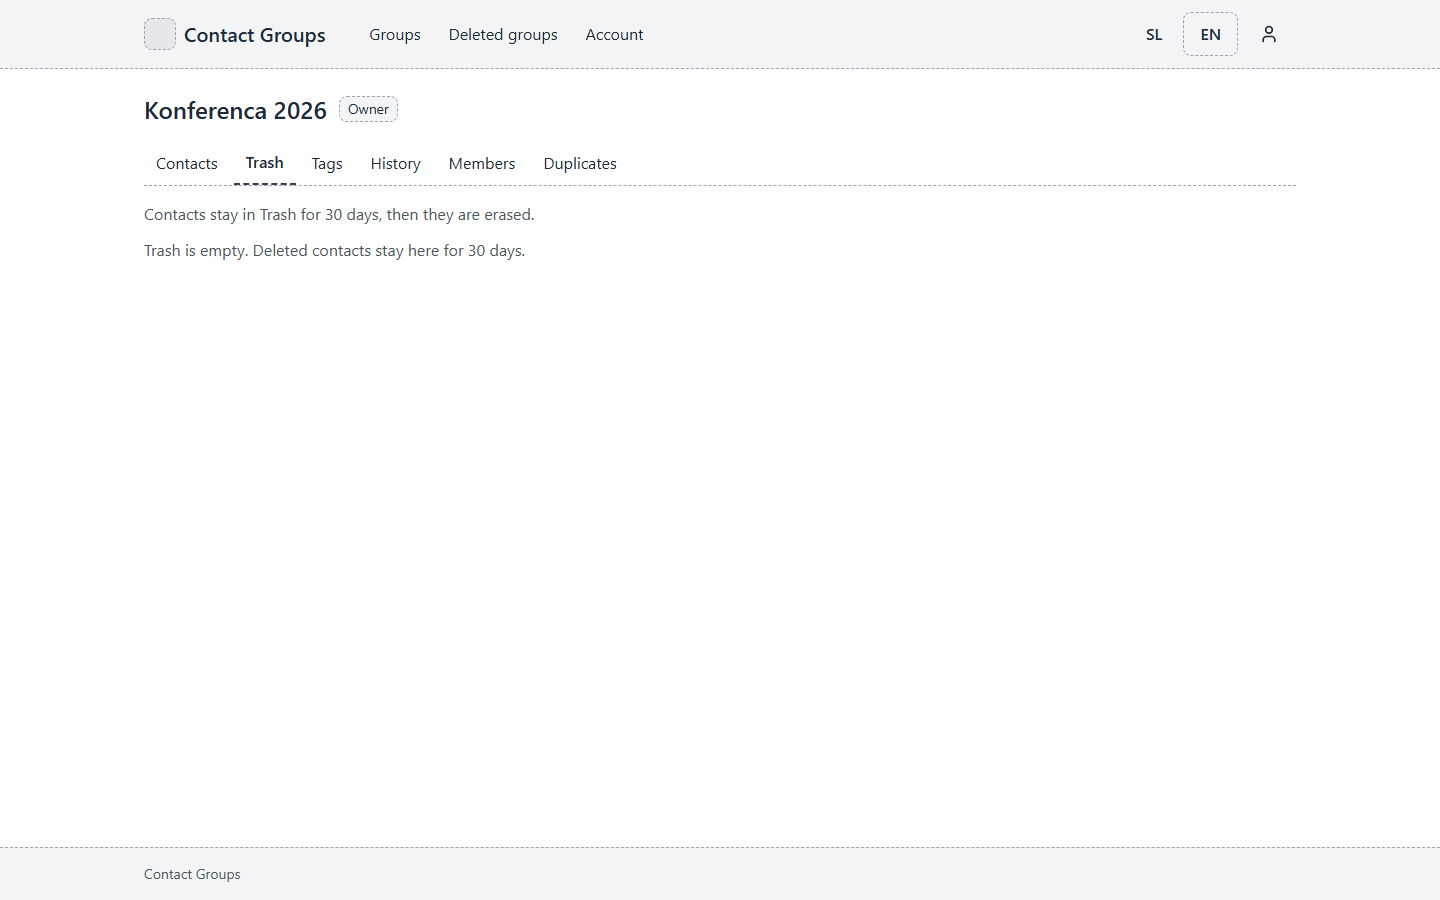 Contact Groups
Groups
Deleted groups
Account
SL
EN
Konferenca 2026
Owner
Contacts
Trash
Tags
History
Members
Duplicates
Contacts stay in Trash for 30 days, then they are erased.
Trash is empty. Deleted contacts stay here for 30 days.
Contact Groups